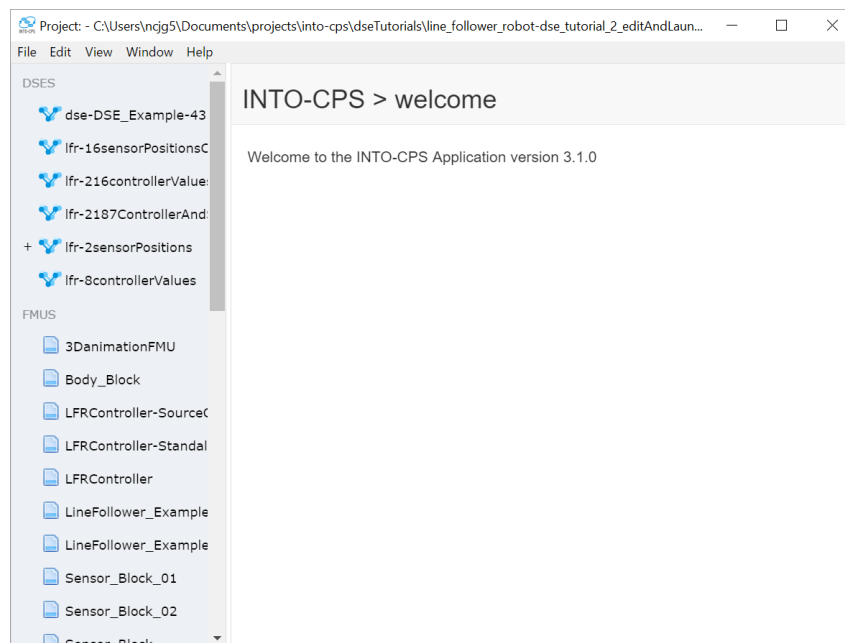 Project: - C:\Users\ncjg5\Documents\projects\into-cps\dseTutorials\line_follower_robot-dse_tutorial_2_editAndLaun...
File Edit View Window Help
DSES
dse-DSE_Example-43
lfr-16sensorPositionsC
lfr-216controllerValues
lfr-2187ControllerAnd
+ lfr-2sensorPositions
lfr-8controllerValues
FMUS
3DanimationFMU
Body_Block
LFRController-SourceC
LFRController-Standal
LFRController
LineFollower_Example
LineFollower_Example
Sensor_Block_01
Sensor_Block_02
Sensor_Block
INTO-CPS > welcome
Welcome to the INTO-CPS Application version 3.1.0